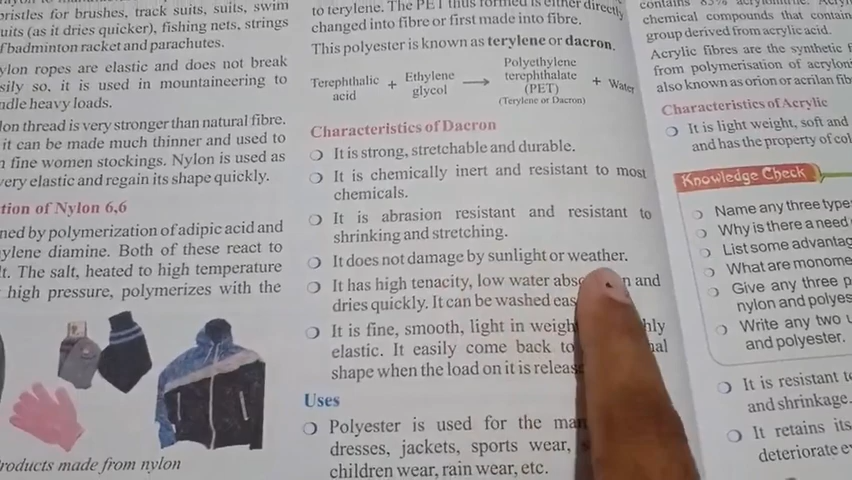 bristles for brushes, track suits, suits, swim
suits (as it dries quicker), fishing nets, strings
of badminton racket and parachutes.
ylon ropes are elastic and does not break
sily so, it is used in mountaineering to
ndle heavy loads.
lon thread is very stronger than natural fibre.
it can be made much thinner and used to
n fine women stockings. Nylon is used as
very elastic and regain its shape quickly.
tion of Nylon 6,6
ned by polymerization of adipic acid and
ylene diamine. Both of these react to
lt. The salt, heated to high temperature
high pressure, polymerizes with the
roducts made from nylon
to terylene. The PET thus formed is either directly
changed into fibre or first made into fibre.
This polyester is known as terylene or dacron.
Terephthalic acid + Ethylene glycol → Polyethylene terephthalate (PET) (Terylene or Dacron) + Water
Characteristics of Dacron
It is strong, stretchable and durable.
It is chemically inert and resistant to most
chemicals.
It is abrasion resistant and resistant to
shrinking and stretching.
It does not damage by sunlight or weather.
It has high tenacity, low water abs n and
dries quickly. It can be washed eas
It is fine, smooth, light in weigh hly
elastic. It easily come back to nal
shape when the load on it is releas
Uses
Polyester is used for the ma
dresses, jackets, sports wear,
children wear, rain wear, etc.
contains 85%
chemical compounds that contain
group derived from acrylic acid.
Acrylic fibres are the synthetic f
from polymerisation of acryloni
also known as orion or acrilan fib
Characteristics of Acrylic
It is light weight, soft and
and has the property of col
Knowledge Check
Name any three type
Why is there a need
List some advantag
What are monome
Give any three p
nylon and polyes
Write any two u
and polyester.
It is resistant t
and shrinkage.
It retains its
deteriorate e